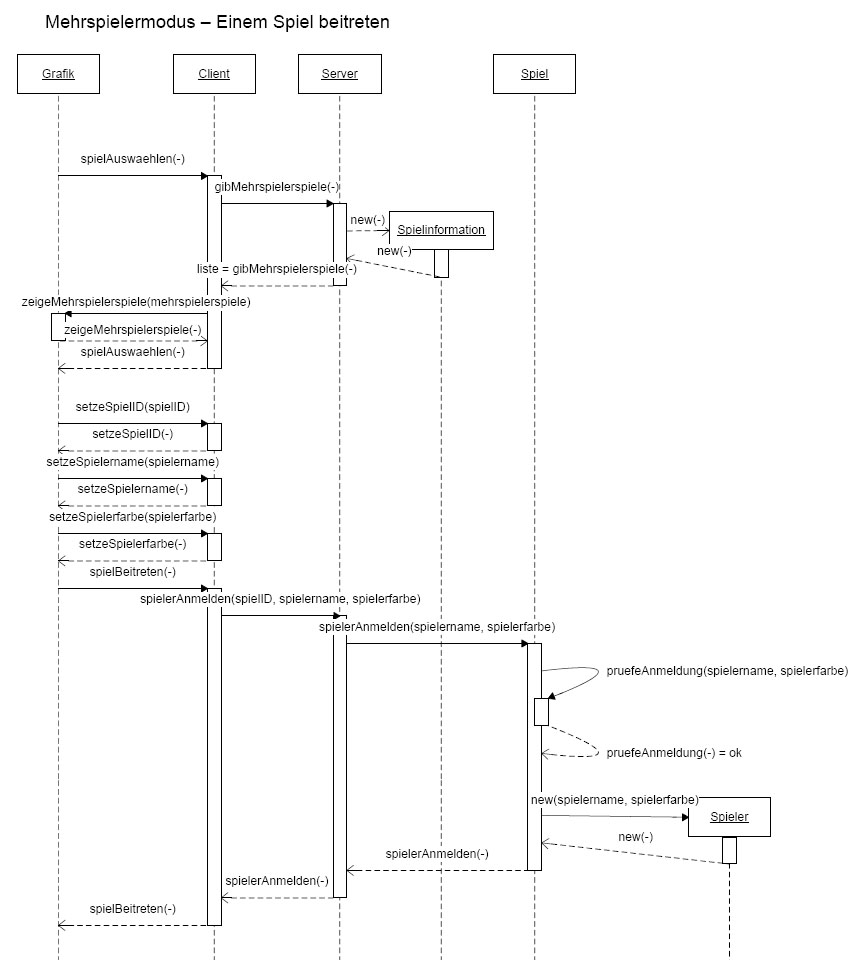 Mehrspielermodus – Einem Spiel beitreten
Grafik
Client
Server
Spiel
spielAuswaehlen(-)
gibMehrspielerspiele(-)
new(-)
Spielinformation
new(-)
liste = gibMehrspielerspiele(-)
zeigeMehrspielerspiele(mehrspielerspiele)
zeigeMehrspielerspiele(-)
spielAuswaehlen(-)
setzeSpielID(spielID)
setzeSpielID(-)
setzeSpielername(spielername)
setzeSpielername(-)
setzeSpielerfarbe(spielerfarbe)
setzeSpielerfarbe(-)
spielBeitreten(-)
spielerAnmelden(spielID, spielername, spielerfarbe)
spielerAnmelden(spielername, spielerfarbe)
pruefeAnmeldung(spielername, spielerfarbe)
pruefeAnmeldung(-) = ok
new(spielername, spielerfarbe)
Spieler
new(-)
spielerAnmelden(-)
spielerAnmelden(-)
spielBeitreten(-)